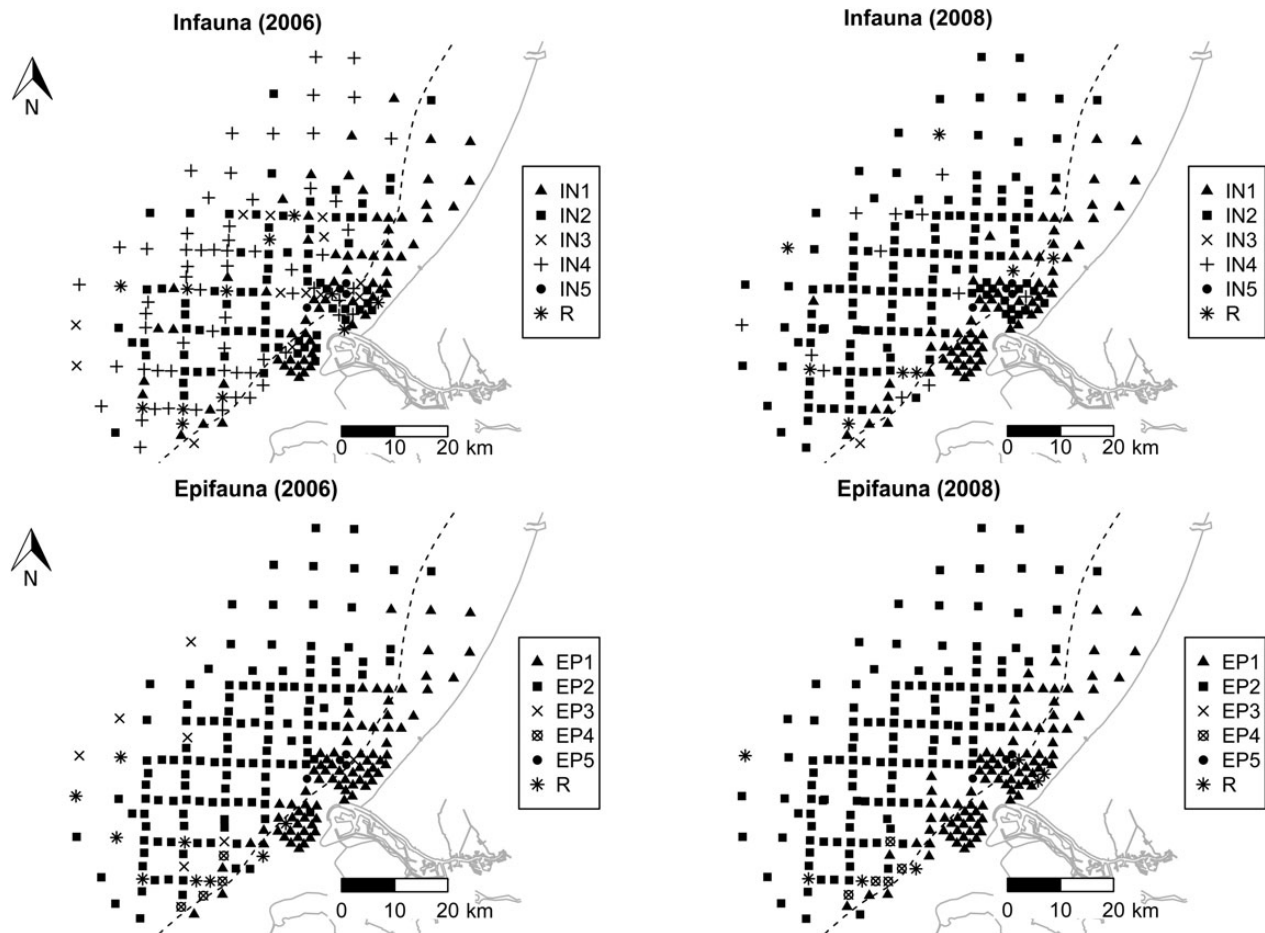 Infauna (2006)
N
IN1
IN2
IN3
IN4
IN5
R
0 10 20 km
Infauna (2008)
IN1
IN2
IN3
IN4
IN5
R
0 10 20 km
Epifauna (2006)
N
EP1
EP2
EP3
EP4
EP5
R
0 10 20 km
Epifauna (2008)
EP1
EP2
EP3
EP4
EP5
R
0 10 20 km